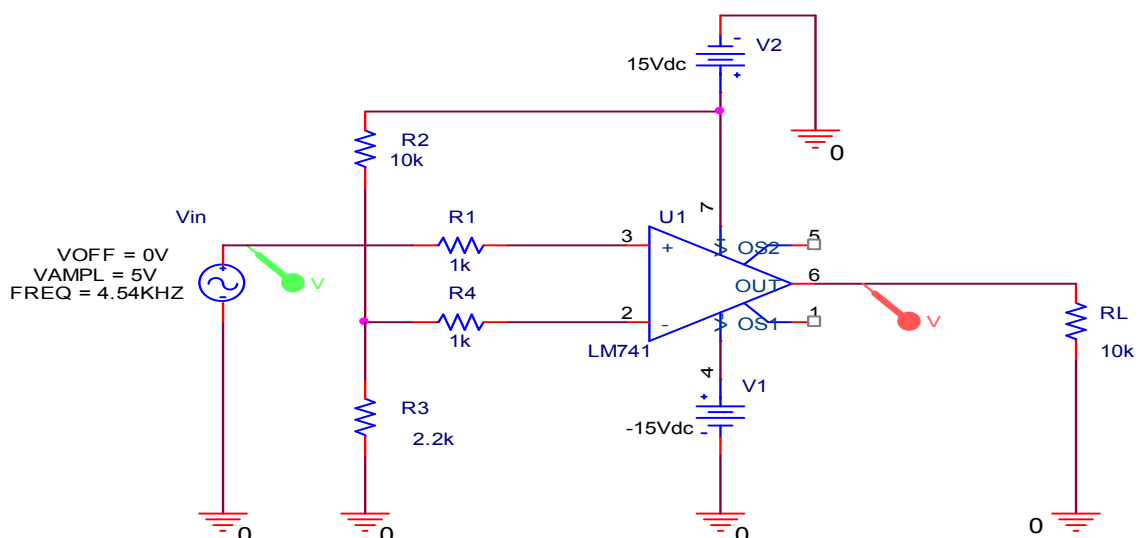 -
V2
15Vdc
+
0
R2
10k
Vin
VOFF = 0V
VAMPL = 5V
FREQ = 4.54KHZ
+
-
V
R1
1k
R4
1k
U1
7
3
+
2
-
V+
OS2
5
OUT
6
OS1
1
V-
LM741
4
V
RL
10k
R3
2.2k
V1
+
-15Vdc
-
0
0
0
0